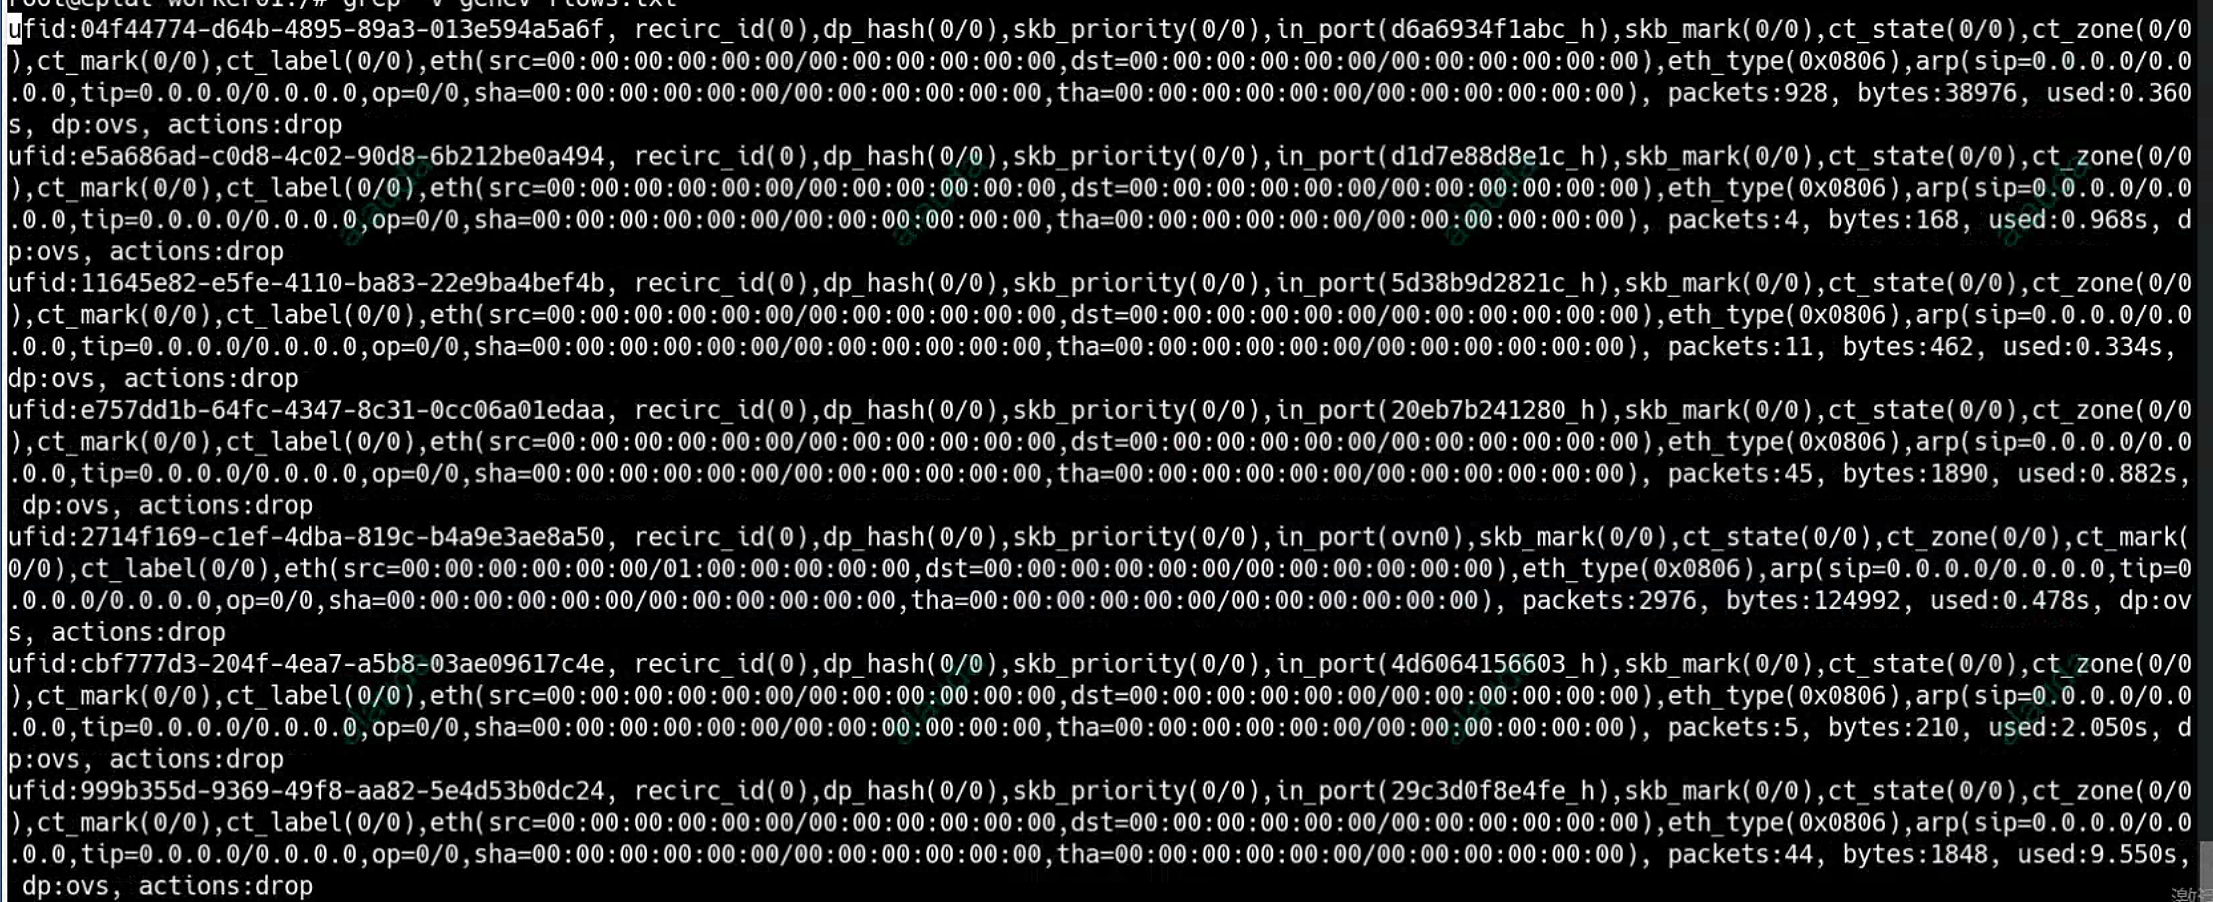 ufid:04f44774-d64b-4895-89a3-013e594a5a6f, recirc_id(0),dp_hash(0/0),skb_priority(0/0),in_port(d6a6934f1abc_h),skb_mark(0/0),ct_state(0/0),ct_zone(0/0
),ct_mark(0/0),ct_label(0/0),eth(src=00:00:00:00:00:00/00:00:00:00:00:00,dst=00:00:00:00:00:00/00:00:00:00:00:00),eth_type(0x0806),arp(sip=0.0.0.0/0.0
.0.0,tip=0.0.0.0/0.0.0.0,op=0/0,sha=00:00:00:00:00:00/00:00:00:00:00:00,tha=00:00:00:00:00:00/00:00:00:00:00:00), packets:928, bytes:38976, used:0.360
s, dp:ovs, actions:drop
ufid:e5a686ad-c0d8-4c02-90d8-6b212be0a494, recirc_id(0),dp_hash(0/0),skb_priority(0/0),in_port(d1d7e88d8e1c_h),skb_mark(0/0),ct_state(0/0),ct_zone(0/0
),ct_mark(0/0),ct_label(0/0),eth(src=00:00:00:00:00:00/00:00:00:00:00:00,dst=00:00:00:00:00:00/00:00:00:00:00:00),eth_type(0x0806),arp(sip=0.0.0.0/0.0
.0.0,tip=0.0.0.0/0.0.0.0,op=0/0,sha=00:00:00:00:00:00/00:00:00:00:00:00,tha=00:00:00:00:00:00/00:00:00:00:00:00), packets:4, bytes:168, used:0.968s, d
p:ovs, actions:drop
ufid:11645e82-e5fe-4110-ba83-22e9ba4bef4b, recirc_id(0),dp_hash(0/0),skb_priority(0/0),in_port(5d38b9d2821c_h),skb_mark(0/0),ct_state(0/0),ct_zone(0/0
),ct_mark(0/0),ct_label(0/0),eth(src=00:00:00:00:00:00/00:00:00:00:00:00,dst=00:00:00:00:00:00/00:00:00:00:00:00),eth_type(0x0806),arp(sip=0.0.0.0/0.0
.0.0,tip=0.0.0.0/0.0.0.0,op=0/0,sha=00:00:00:00:00:00/00:00:00:00:00:00,tha=00:00:00:00:00:00/00:00:00:00:00:00), packets:11, bytes:462, used:0.334s,
dp:ovs, actions:drop
ufid:e757dd1b-64fc-4347-8c31-0cc06a01edaa, recirc_id(0),dp_hash(0/0),skb_priority(0/0),in_port(20eb7b241280_h),skb_mark(0/0),ct_state(0/0),ct_zone(0/0
),ct_mark(0/0),ct_label(0/0),eth(src=00:00:00:00:00:00/00:00:00:00:00:00,dst=00:00:00:00:00:00/00:00:00:00:00:00),eth_type(0x0806),arp(sip=0.0.0.0/0.0
.0.0,tip=0.0.0.0/0.0.0.0,op=0/0,sha=00:00:00:00:00:00/00:00:00:00:00:00,tha=00:00:00:00:00:00/00:00:00:00:00:00), packets:45, bytes:1890, used:0.882s,
dp:ovs, actions:drop
ufid:2714f169-c1ef-4dba-819c-b4a9e3ae8a50, recirc_id(0),dp_hash(0/0),skb_priority(0/0),in_port(ovn0),skb_mark(0/0),ct_state(0/0),ct_zone(0/0),ct_mark(
0/0),ct_label(0/0),eth(src=00:00:00:00:00:00/01:00:00:00:00:00,dst=00:00:00:00:00:00/00:00:00:00:00:00),eth_type(0x0806),arp(sip=0.0.0.0/0.0.0.0,tip=0
.0.0.0/0.0.0.0,op=0/0,sha=00:00:00:00:00:00/00:00:00:00:00:00,tha=00:00:00:00:00:00/00:00:00:00:00:00), packets:2976, bytes:124992, used:0.478s, dp:ov
s, actions:drop
ufid:cbf777d3-204f-4ea7-a5b8-03ae09617c4e, recirc_id(0),dp_hash(0/0),skb_priority(0/0),in_port(4d6064156603_h),skb_mark(0/0),ct_state(0/0),ct_zone(0/0
),ct_mark(0/0),ct_label(0/0),eth(src=00:00:00:00:00:00/00:00:00:00:00:00,dst=00:00:00:00:00:00/00:00:00:00:00:00),eth_type(0x0806),arp(sip=0.0.0.0/0.0
.0.0,tip=0.0.0.0/0.0.0.0,op=0/0,sha=00:00:00:00:00:00/00:00:00:00:00:00,tha=00:00:00:00:00:00/00:00:00:00:00:00), packets:5, bytes:210, used:2.050s, d
p:ovs, actions:drop
ufid:999b355d-9369-49f8-aa82-5e4d53b0dc24, recirc_id(0),dp_hash(0/0),skb_priority(0/0),in_port(29c3d0f8e4fe_h),skb_mark(0/0),ct_state(0/0),ct_zone(0/0
),ct_mark(0/0),ct_label(0/0),eth(src=00:00:00:00:00:00/00:00:00:00:00:00,dst=00:00:00:00:00:00/00:00:00:00:00:00),eth_type(0x0806),arp(sip=0.0.0.0/0.0
.0.0,tip=0.0.0.0/0.0.0.0,op=0/0,sha=00:00:00:00:00:00/00:00:00:00:00:00,tha=00:00:00:00:00:00/00:00:00:00:00:00), packets:44, bytes:1848, used:9.550s,
dp:ovs, actions:drop